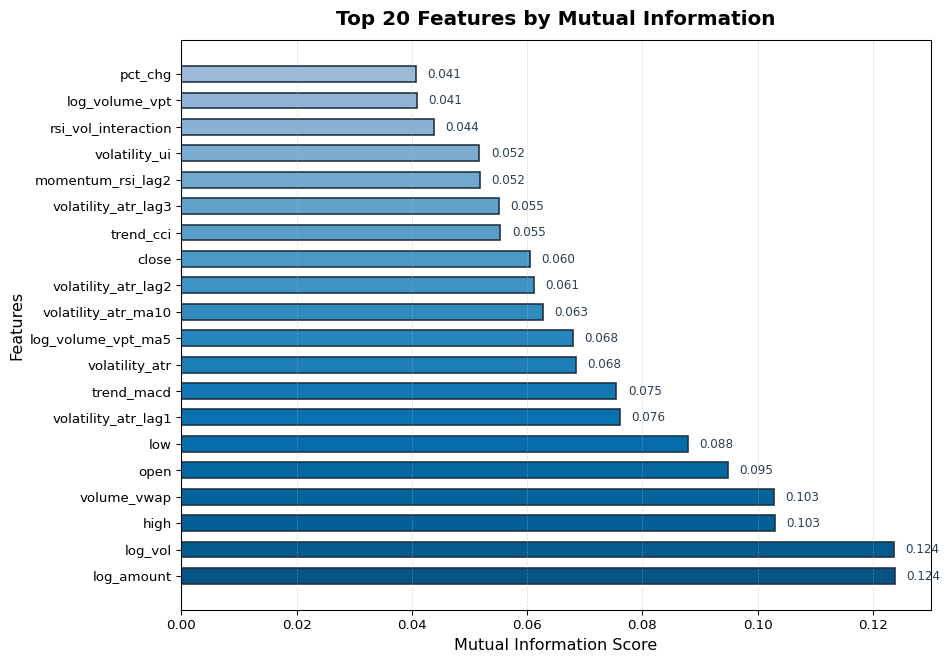 Top 20 Features by Mutual Information
Features
pct_chg 0.041
log_volume_vpt 0.041
rsi_vol_interaction 0.044
volatility_ui 0.052
momentum_rsi_lag2 0.052
volatility_atr_lag3 0.055
trend_cci 0.055
close 0.060
volatility_atr_lag2 0.061
volatility_atr_ma10 0.063
log_volume_vpt_ma5 0.068
volatility_atr 0.068
trend_macd 0.075
volatility_atr_lag1 0.076
low 0.088
open 0.095
volume_vwap 0.103
high 0.103
log_vol 0.124
log_amount 0.124
0.00 0.02 0.04 0.06 0.08 0.10 0.12
Mutual Information Score